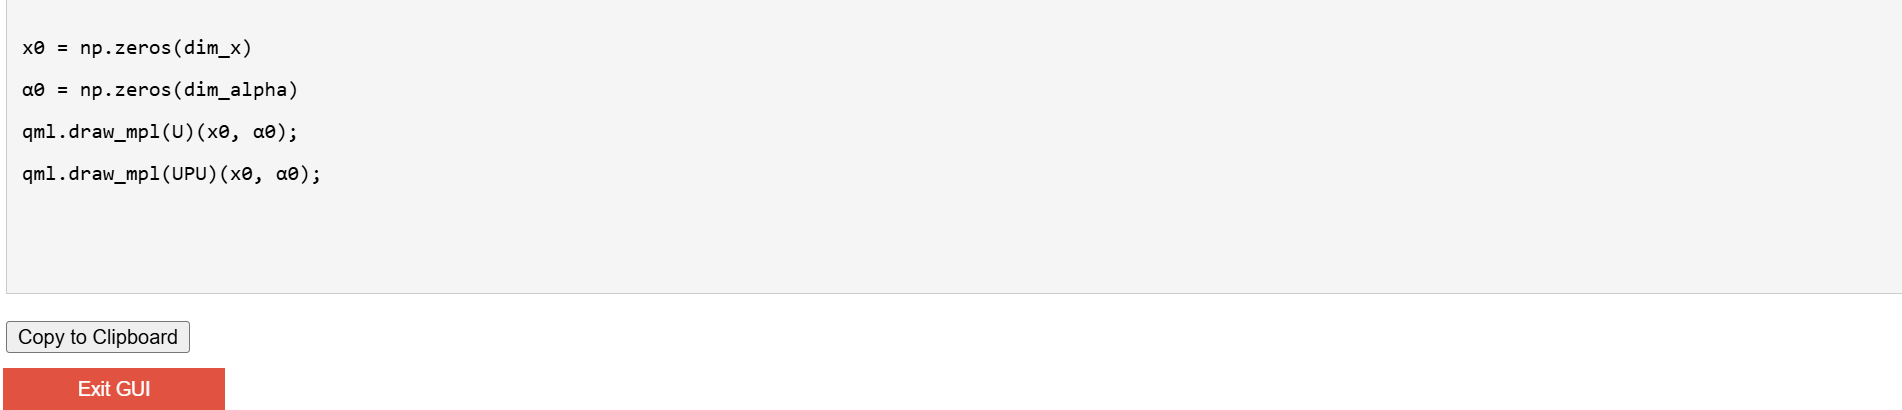 x0 = np.zeros(dim_x)
α0 = np.zeros(dim_alpha)
qml.draw_mpl(U)(x0, α0);
qml.draw_mpl(UPU)(x0, α0);
Copy to Clipboard
Exit GUI